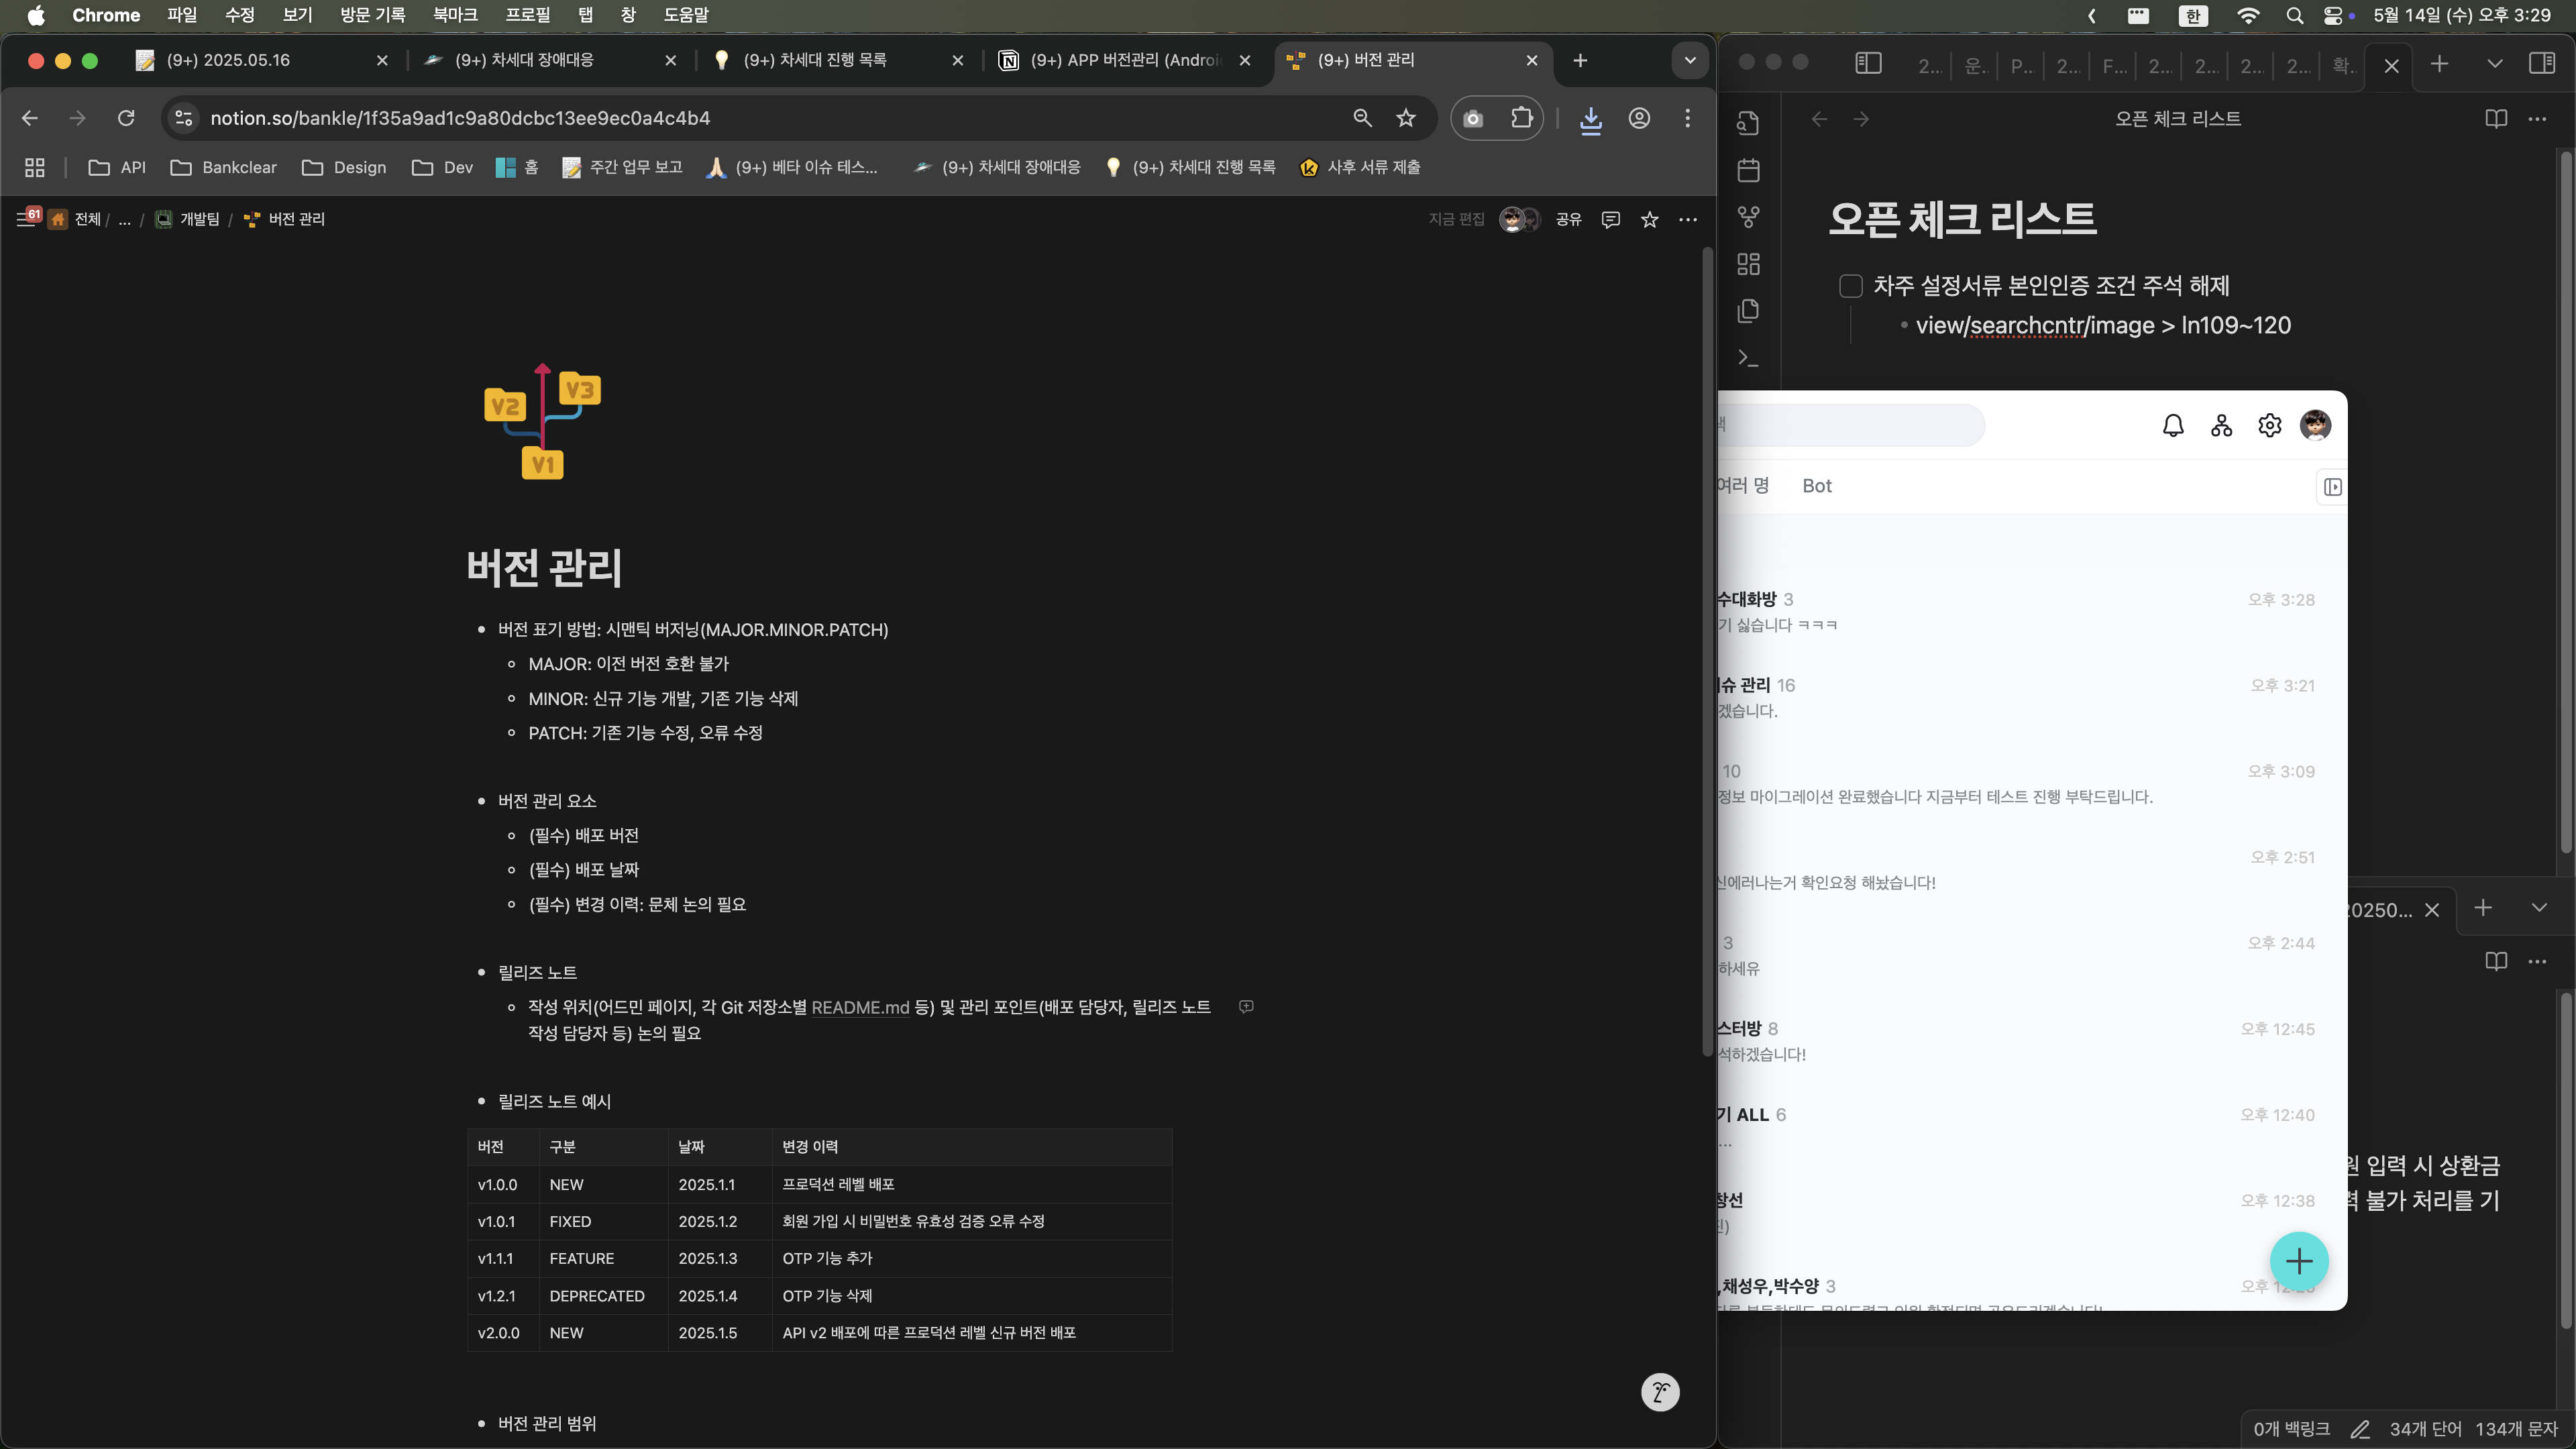 Chrome 파일 수정 보기 방문 기록 북마크 프로필 탭 창 도움말
한 5월 14일 (수) 오후 3:29
(9+) 2025.05.16
(9+) 차세대 장애대응
(9+) 차세대 진행 목록
(9+) APP 버전관리 (Androi
(9+) 버전 관리
notion.so/bankle/1f35a9ad1c9a80dcbc13ee9ec0a4c4b4
API Bankclear Design Dev 홈 주간 업무 보고 (9+) 베타 이슈 테스... (9+) 차세대 장애대응 (9+) 차세대 진행 목록 사후 서류 제출
61 전체 / ... / 개발팀 / 버전 관리
지금 편집 공유
V2 V3
V1
버전 관리
버전 표기 방법: 시맨틱 버저닝(MAJOR.MINOR.PATCH)
MAJOR: 이전 버전 호환 불가
MINOR: 신규 기능 개발, 기존 기능 삭제
PATCH: 기존 기능 수정, 오류 수정
버전 관리 요소
(필수) 배포 버전
(필수) 배포 날짜
(필수) 변경 이력: 문체 논의 필요
릴리즈 노트
작성 위치(어드민 페이지, 각 Git 저장소별 README.md 등) 및 관리 포인트(배포 담당자, 릴리즈 노트
작성 담당자 등) 논의 필요
릴리즈 노트 예시
버전 구분 날짜 변경 이력
v1.0.0 NEW 2025.1.1 프로덕션 레벨 배포
v1.0.1 FIXED 2025.1.2 회원 가입 시 비밀번호 유효성 검증 오류 수정
v1.1.1 FEATURE 2025.1.3 OTP 기능 추가
v1.2.1 DEPRECATED 2025.1.4 OTP 기능 삭제
v2.0.0 NEW 2025.1.5 API v2 배포에 따른 프로덕션 레벨 신규 버전 배포
버전 관리 범위
2... 운.. P... 2... F... 2... 2... 2... 2... 확..
오픈 체크 리스트
오픈 체크 리스트
차주 설정서류 본인인증 조건 주석 해제
view/searchcntr/image > ln109~120
여러 명 Bot
수대화방 3 오후 3:28
기 싫습니다 ㅋㅋㅋ
슈 관리 16 오후 3:21
겠습니다.
10 오후 3:09
정보 마이그레이션 완료했습니다 지금부터 테스트 진행 부탁드립니다.
오후 2:51
신에러나는거 확인요청 해놨습니다!
3 오후 2:44
하세유
스터방 8 오후 12:45
석하겠습니다!
기 ALL 6 오후 12:40
...
창선 오후 12:38
진)
,채성우,박수양 3
20250...
원 입력 시 상환금
력 불가 처리를 기
0개 백링크 34개 단어 134개 문자